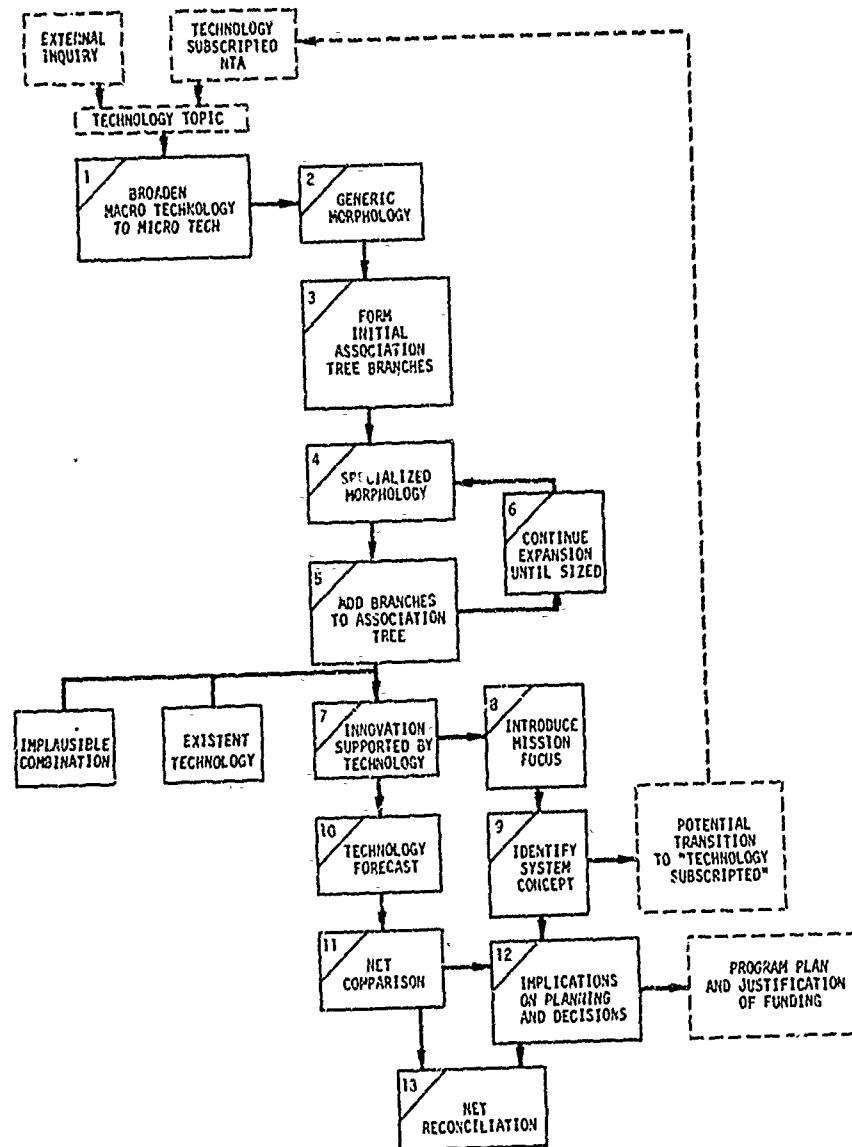 EXTERNAL
INQUIRY
TECHNOLOGY
SUBSCRIPTED
NTA
TECHNOLOGY TOPIC
1
BROADEN
MACRO TECHNOLOGY
TO MICRO TECH
2
GENERIC
MORPHOLOGY
3
FORM
INITIAL
ASSOCIATION
TREE BRANCHES
4
SPECIALIZED
MORPHOLOGY
5
ADD BRANCHES
TO ASSOCIATION
TREE
6
CONTINUE
EXPANSION
UNTIL SIZED
IMPLAUSIBLE
COMBINATION
EXISTENT
TECHNOLOGY
7
INNOVATION
SUPPORTED BY
TECHNOLOGY
8
INTRODUCE
MISSION
FOCUS
9
IDENTIFY
SYSTEM
CONCEPT
POTENTIAL
TRANSITION
TO "TECHNOLOGY
SUBSCRIPTED"
10
TECHNOLOGY
FORECAST
11
NET
COMPARISON
12
IMPLICATIONS
ON PLANNING
AND DECISIONS
PROGRAM PLAN
AND JUSTIFICATION
OF FUNDING
13
NET
RECONCILIATION